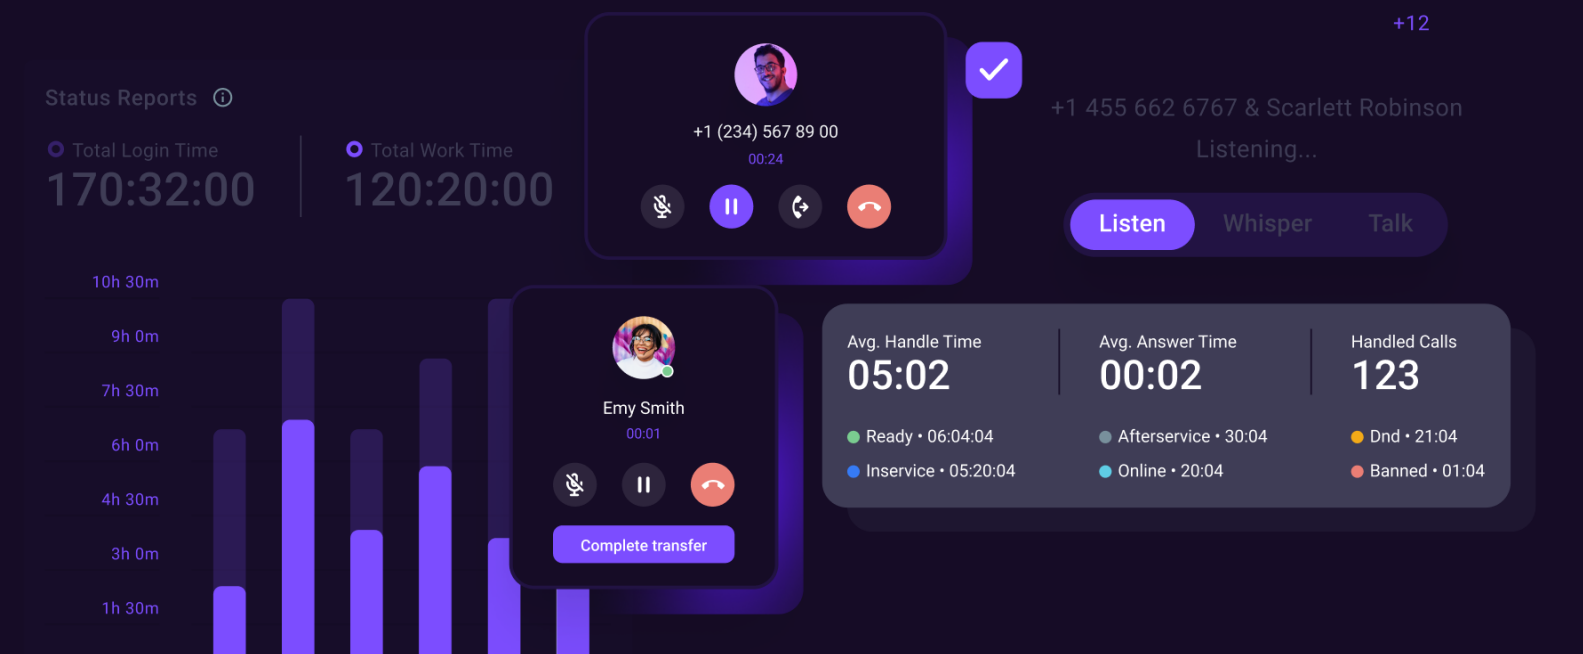 +12
Status Reports
Total Login Time
170:32:00
Total Work Time
120:20:00
10h 30m
9h 0m
7h 30m
6h 0m
4h 30m
3h 0m
1h 30m
+1 (234) 567 89 00
00:24
Emy Smith
00:01
Complete transfer
+1 455 662 6767 & Scarlett Robinson
Listening...
Listen Whisper Talk
Avg. Handle Time
05:02
Avg. Answer Time
00:02
Handled Calls
123
Ready • 06:04:04
Afterservice • 30:04
Dnd • 21:04
Inservice • 05:20:04
Online • 20:04
Banned • 01:04